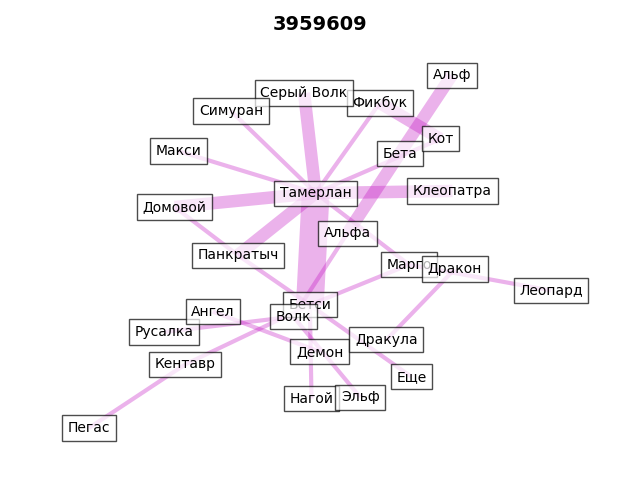 3959609
Альф
Серый Волк
Фикбук
Симуран
Кот
Бета
Макси
Тамерлан
Клеопатра
Домовой
Альфа
Панкратыч
Марго
Дракон
Леопард
Бетси
Ангел
Волк
Русалка
Дракула
Демон
Кентавр
Еще
Нагой
Эльф
Пегас